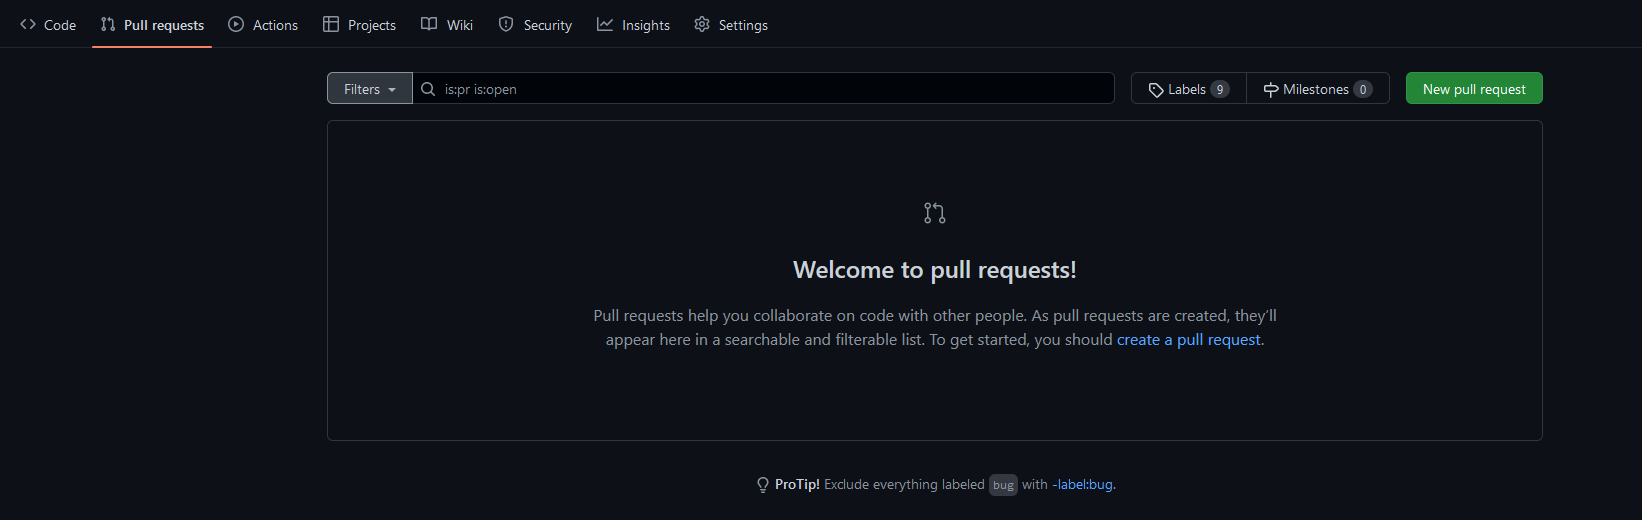 Code Pull requests Actions Projects Wiki Security Insights Settings
Filters is:pr is:open Labels 9 Milestones 0 New pull request
Welcome to pull requests!
Pull requests help you collaborate on code with other people. As pull requests are created, they’ll
appear here in a searchable and filterable list. To get started, you should create a pull request.
ProTip! Exclude everything labeled bug with -label:bug.